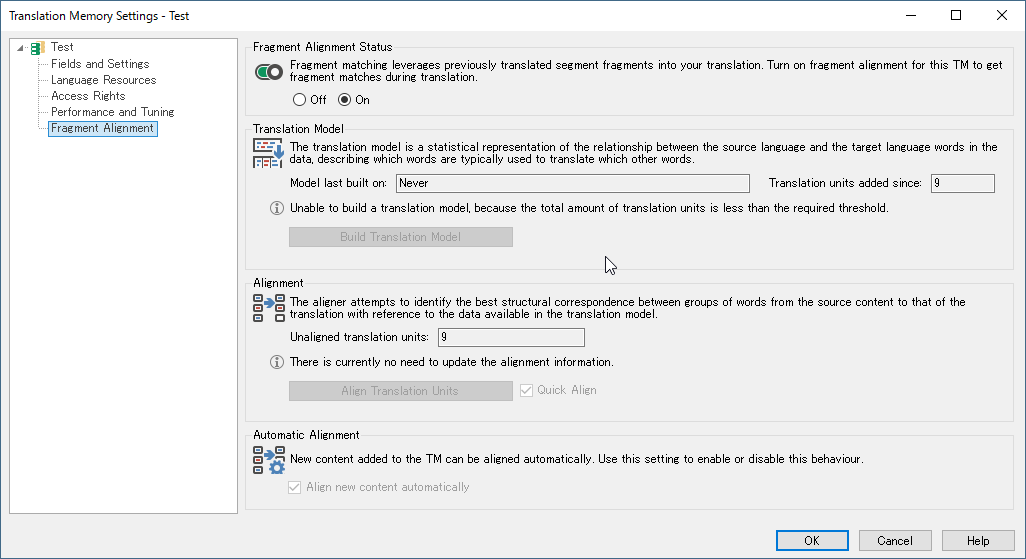 Translation Memory Settings - Test
Test
Fields and Settings
Language Resources
Access Rights
Performance and Tuning
Fragment Alignment
Fragment Alignment Status
Fragment matching leverages previously translated segment fragments into your translation. Turn on fragment alignment for this TM to get
fragment matches during translation.
Off On
Translation Model
The translation model is a statistical representation of the relationship between the source language and the target language words in the
data, describing which words are typically used to translate which other words.
Model last built on: Never Translation units added since: 9
Unable to build a translation model, because the total amount of translation units is less than the required threshold.
Build Translation Model
Alignment
The aligner attempts to identify the best structural correspondence between groups of words from the source content to that of the
translation with reference to the data available in the translation model.
Unaligned translation units: 9
There is currently no need to update the alignment information.
Align Translation Units Quick Align
Automatic Alignment
New content added to the TM can be aligned automatically. Use this setting to enable or disable this behaviour.
Align new content automatically
OK Cancel Help